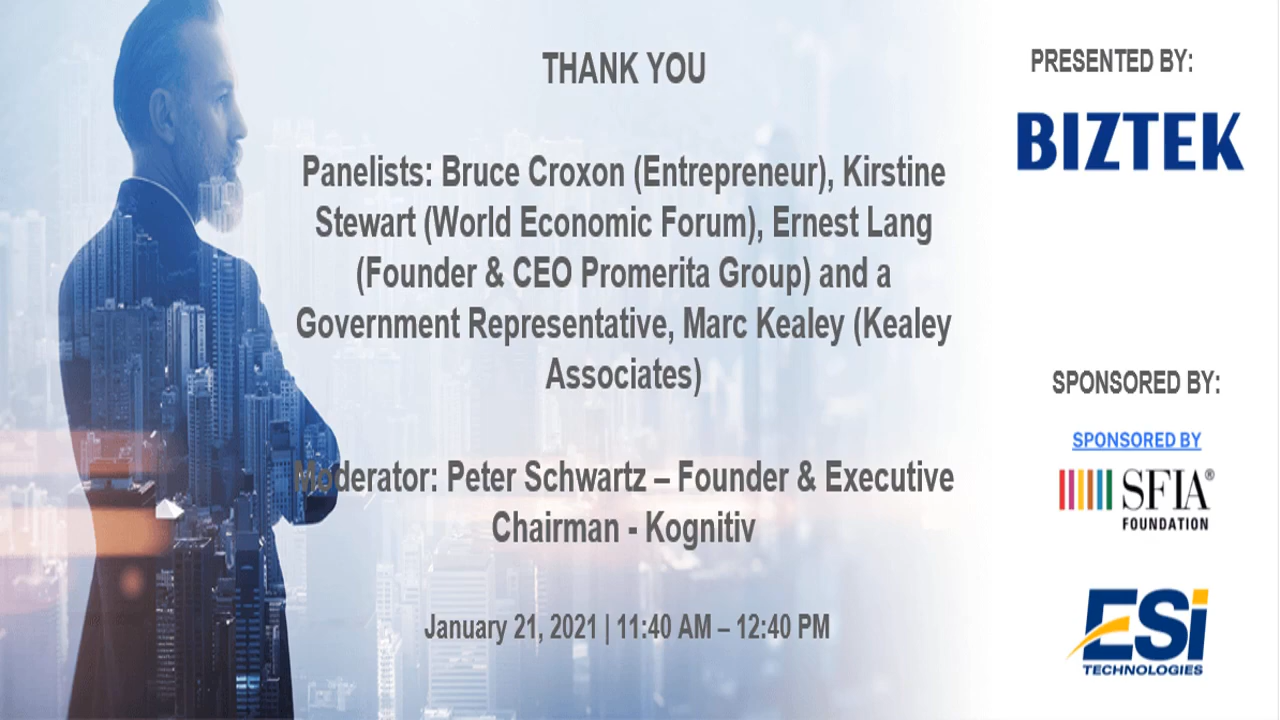 THANK YOU
Panelists: Bruce Croxon (Entrepreneur), Kirstine
Stewart (World Economic Forum), Ernest Lang
(Founder & CEO Promerita Group) and a
Government Representative, Marc Kealey (Kealey
Associates)
Moderator: Peter Schwartz – Founder & Executive
Chairman - Kognitiv
January 21, 2021 | 11:40 AM – 12:40 PM
PRESENTED BY:
BIZTEK
SPONSORED BY:
SPONSORED BY
SFIA®
FOUNDATION
ESi
TECHNOLOGIES